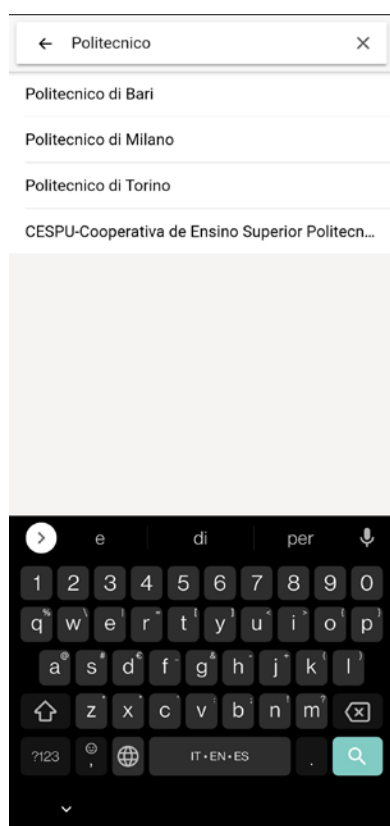 Politecnico
Politecnico di Bari
Politecnico di Milano
Politecnico di Torino
CESPU-Cooperativa de Ensino Superior Politecn...
e di per
1 2 3 4 5 6 7 8 9 0
q w e r t y u i o p
a s d f g h j k l
z x c v b n m
?123 , IT • EN • ES .